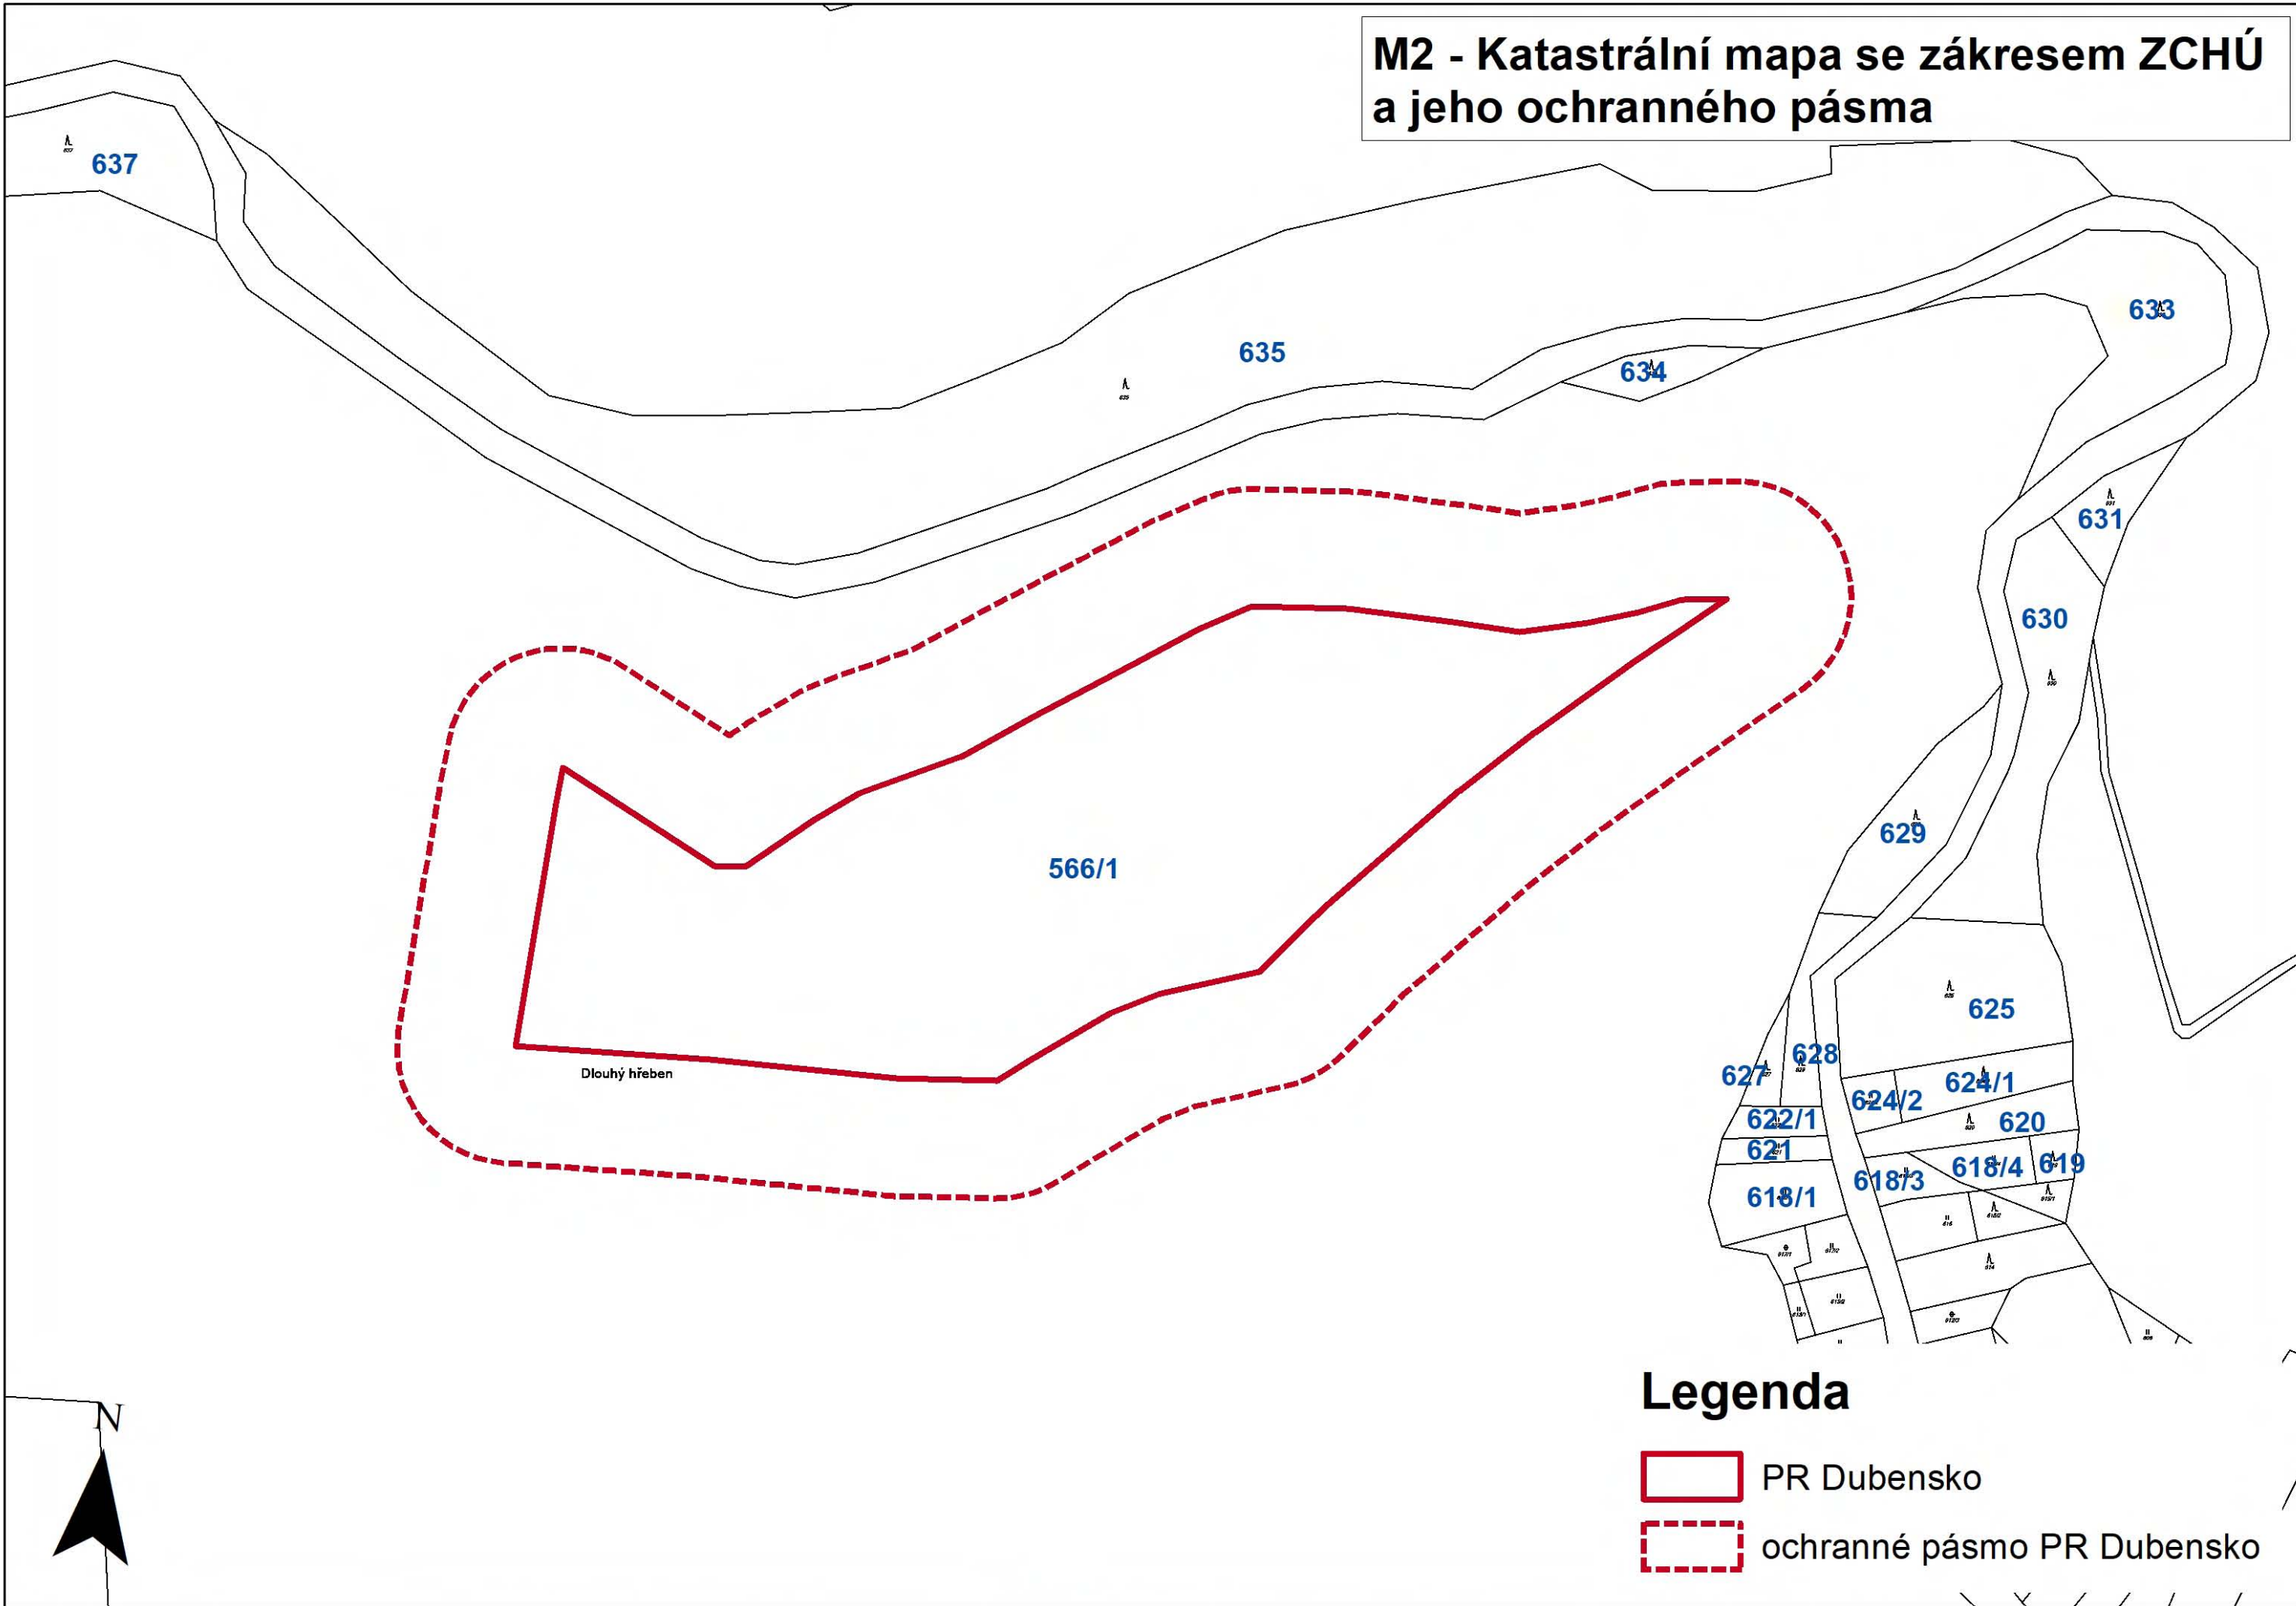 M2 - Katastrální mapa se zákresem ZCHÚ
a jeho ochranného pásma
637
635
634
633
631
630
629
566/1
Dlouhý hřeben
625
628
627
624/1
624/2
622/1
620
621
618/4
619
618/3
618/1
N
Legenda
PR Dubensko
ochranné pásmo PR Dubensko